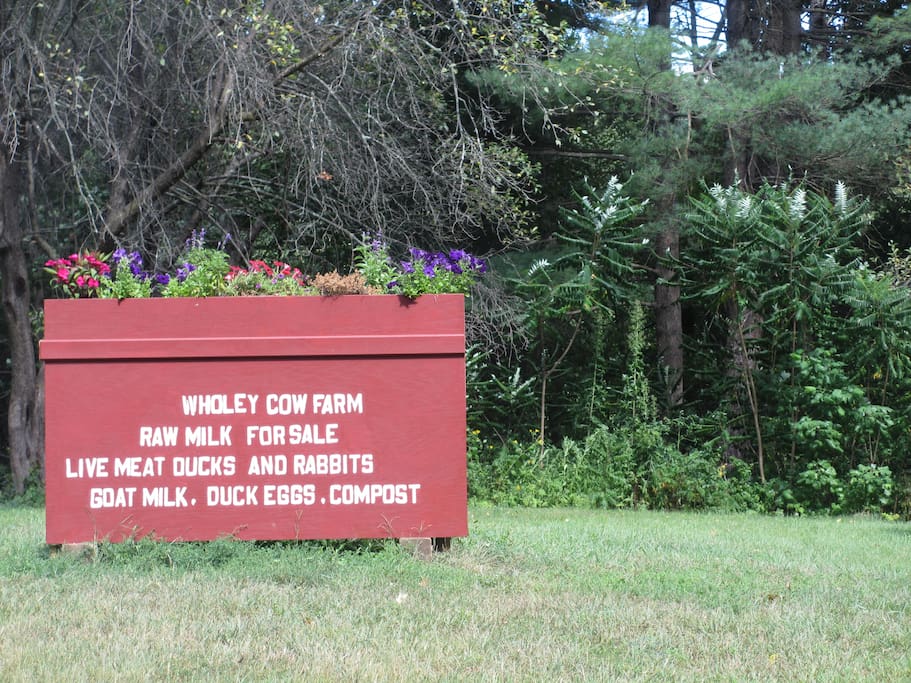 WHOLEY COW FARM
RAW MILK FOR SALE
LIVE MEAT DUCKS AND RABBITS
GOAT MILK. DUCK EGGS. COMPOST